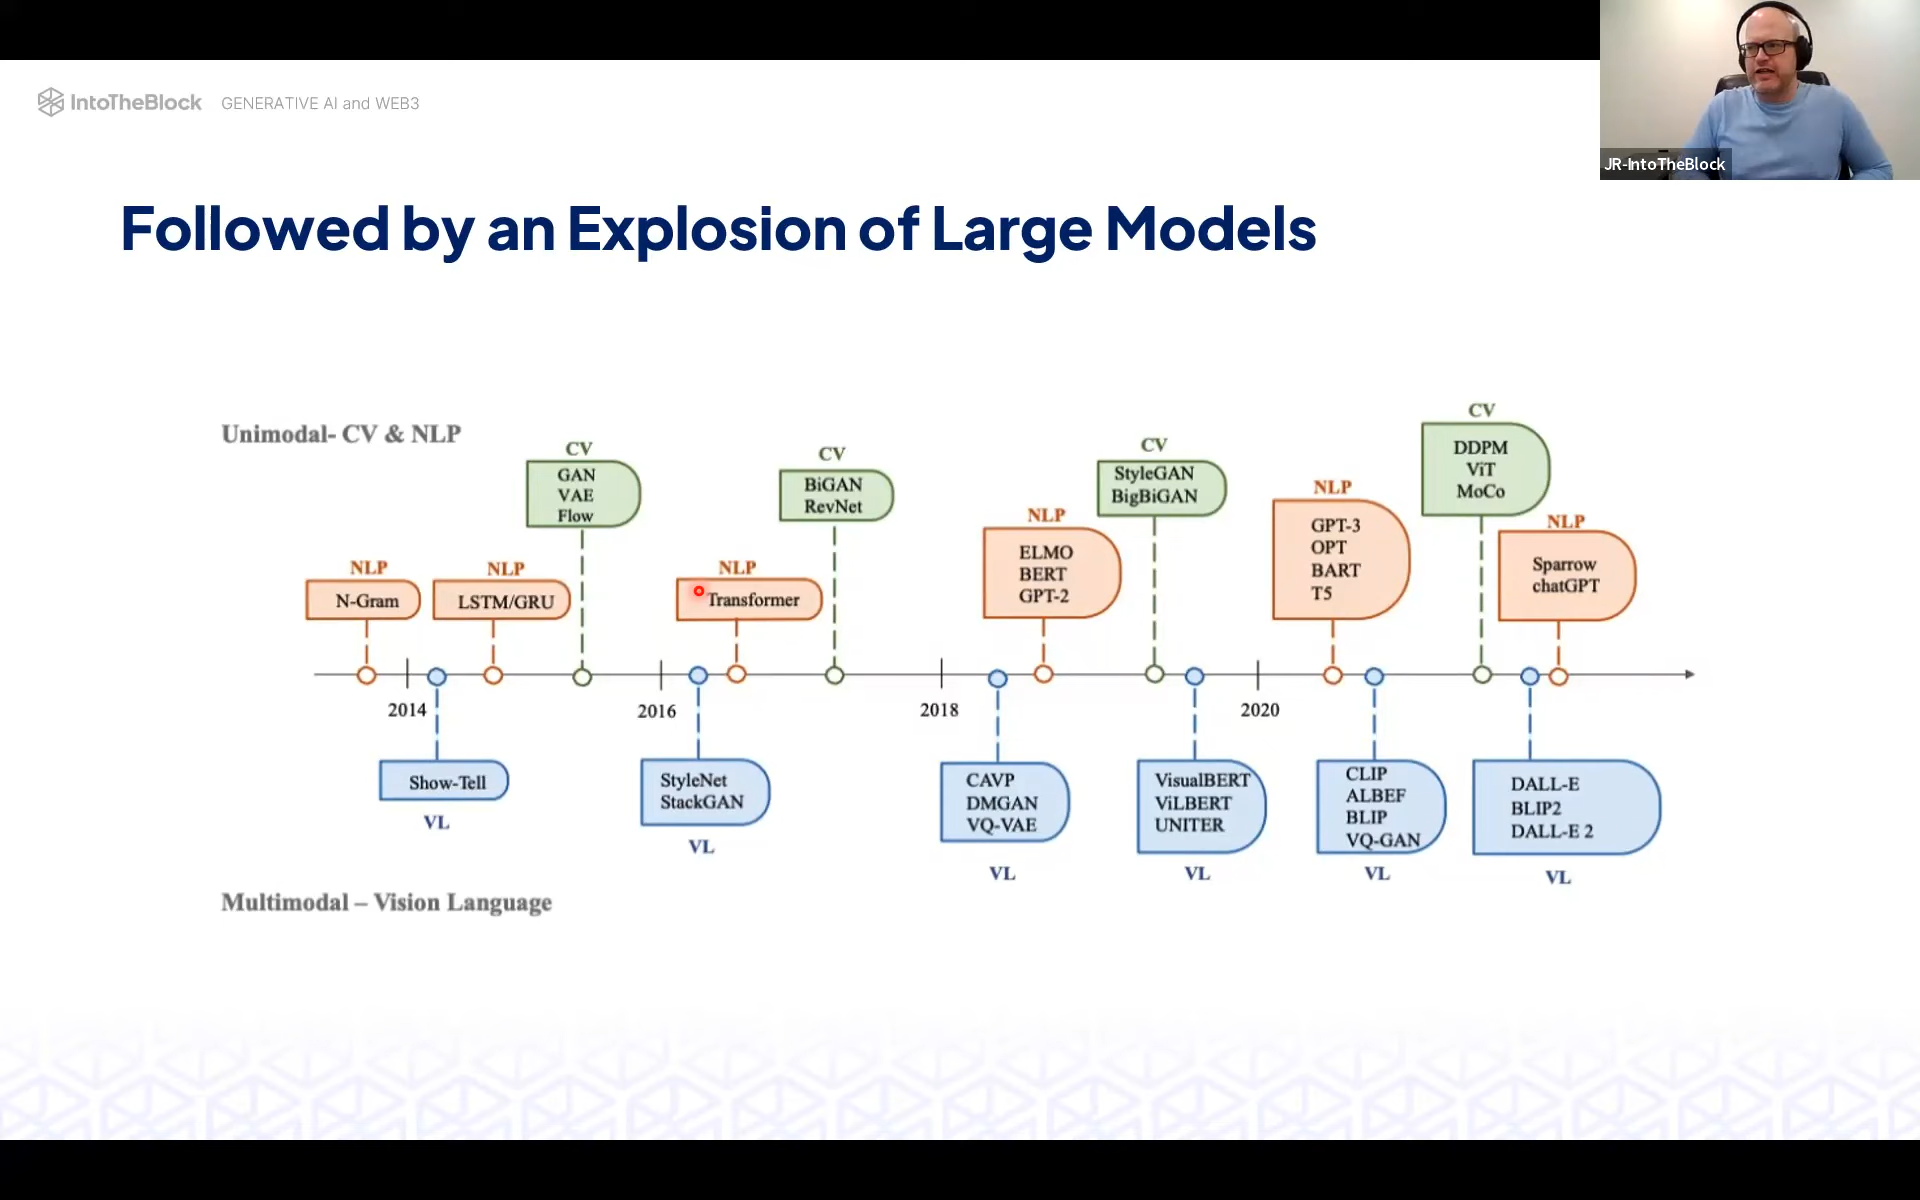 IntoTheBlock GENERATIVE AI and WEB3
JR-IntoTheBlock
Followed by an Explosion of Large Models
Unimodal- CV & NLP
NLP
N-Gram
NLP
LSTM/GRU
CV
GAN
VAE
Flow
NLP
Transformer
CV
BiGAN
RevNet
NLP
ELMO
BERT
GPT-2
CV
StyleGAN
BigBiGAN
NLP
GPT-3
OPT
BART
T5
CV
DDPM
ViT
MoCo
NLP
Sparrow
chatGPT
2014
2016
2018
2020
Show-Tell
VL
StyleNet
StackGAN
VL
CAVP
DMGAN
VQ-VAE
VL
VisualBERT
ViLBERT
UNITER
VL
CLIP
ALBEF
BLIP
VQ-GAN
VL
DALL-E
BLIP2
DALL-E 2
VL
Multimodal – Vision Language